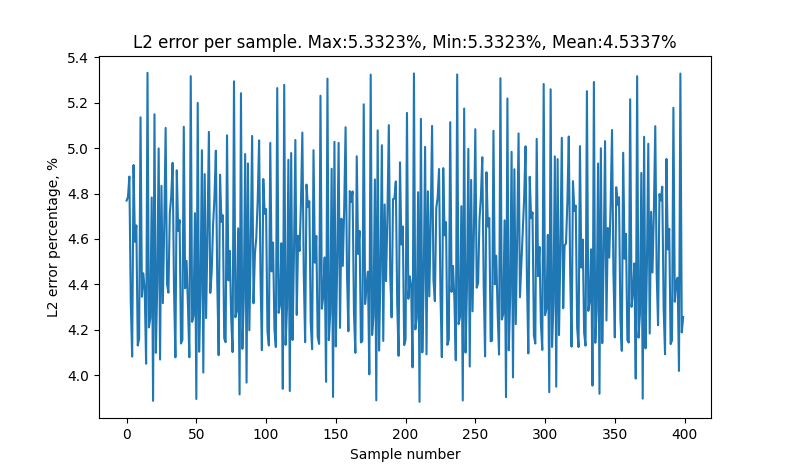 L2 error per sample. Max:5.3323%, Min:5.3323%, Mean:4.5337%
5.4
5.2
5.0
4.8
4.6
4.4
4.2
4.0
L2 error percentage, %
0 50 100 150 200 250 300 350 400
Sample number